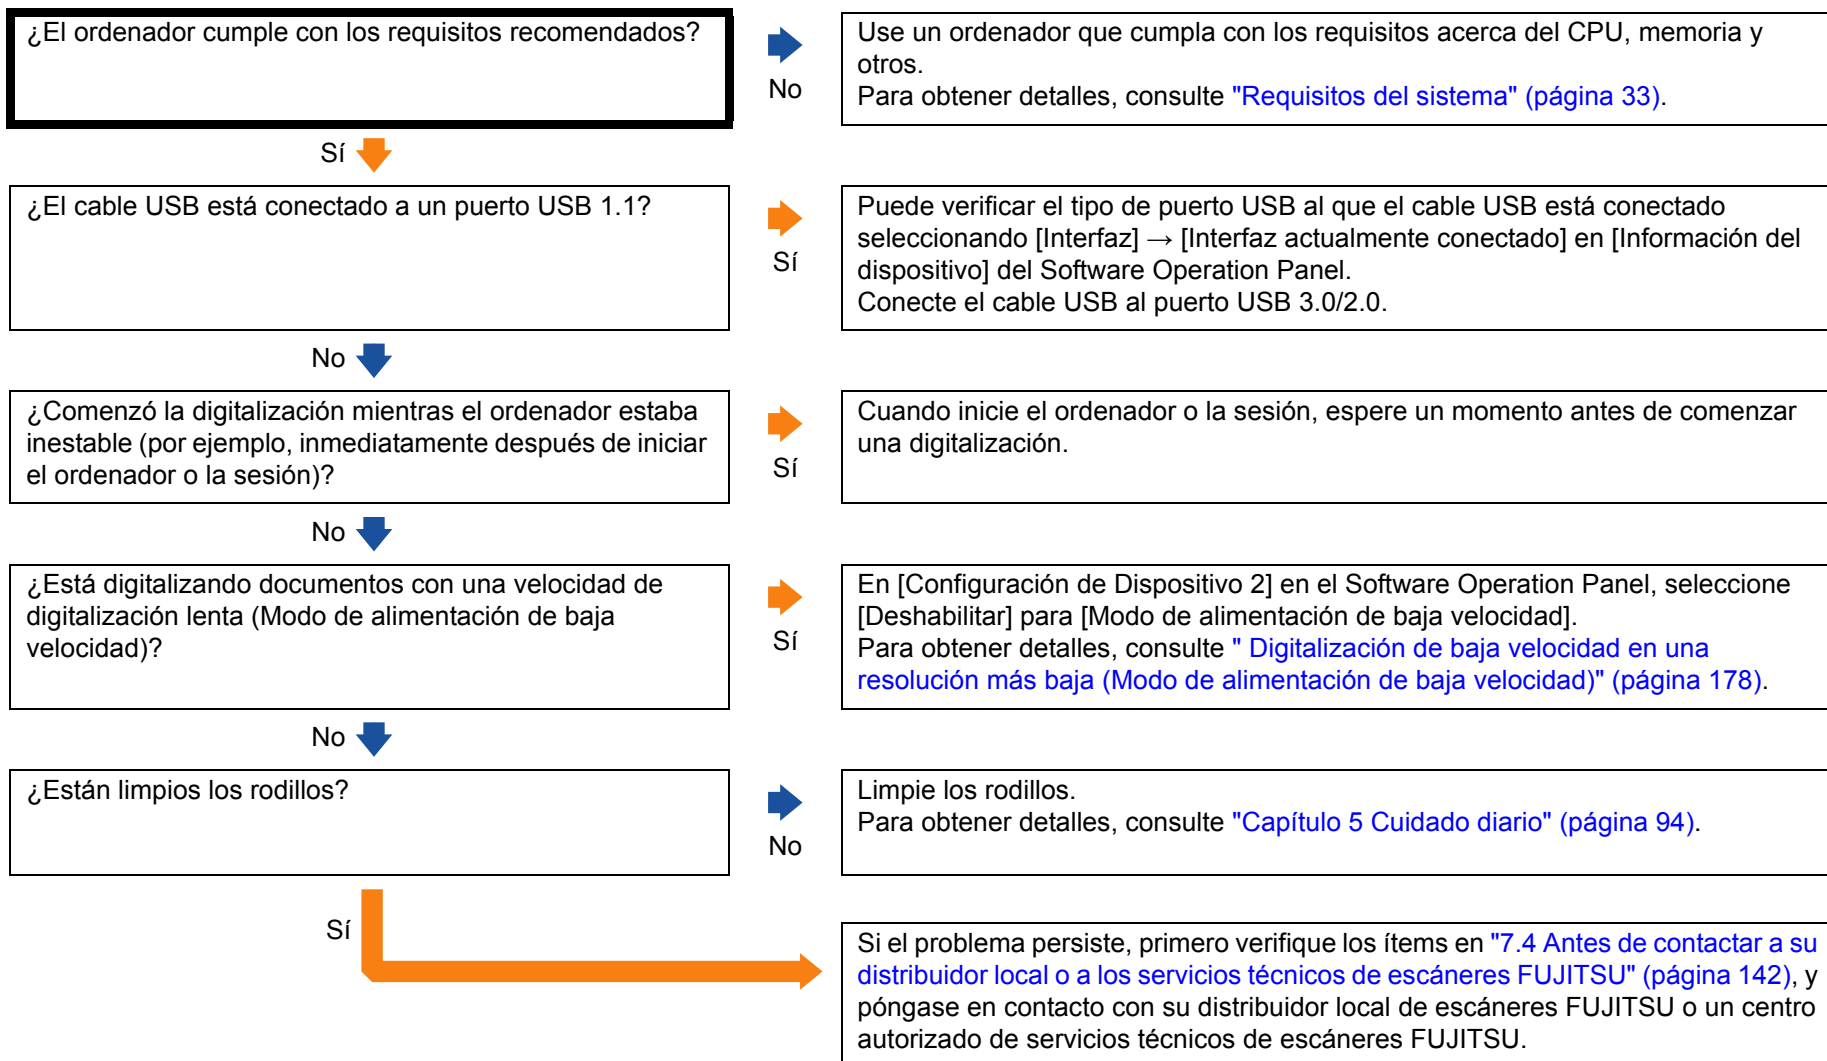 ¿El ordenador cumple con los requisitos recomendados?
No
Use un ordenador que cumpla con los requisitos acerca del CPU, memoria y
otros.
Para obtener detalles, consulte "Requisitos del sistema" (página 33).
Sí
¿El cable USB está conectado a un puerto USB 1.1?
Sí
Puede verificar el tipo de puerto USB al que el cable USB está conectado
seleccionando [Interfaz] → [Interfaz actualmente conectado] en [Información del
dispositivo] del Software Operation Panel.
Conecte el cable USB al puerto USB 3.0/2.0.
No
¿Comenzó la digitalización mientras el ordenador estaba
inestable (por ejemplo, inmediatamente después de iniciar
el ordenador o la sesión)?
Sí
Cuando inicie el ordenador o la sesión, espere un momento antes de comenzar
una digitalización.
No
¿Está digitalizando documentos con una velocidad de
digitalización lenta (Modo de alimentación de baja
velocidad)?
Sí
En [Configuración de Dispositivo 2] en el Software Operation Panel, seleccione
[Deshabilitar] para [Modo de alimentación de baja velocidad].
Para obtener detalles, consulte " Digitalización de baja velocidad en una
resolución más baja (Modo de alimentación de baja velocidad)" (página 178).
No
¿Están limpios los rodillos?
No
Limpie los rodillos.
Para obtener detalles, consulte "Capítulo 5 Cuidado diario" (página 94).
Sí
Si el problema persiste, primero verifique los ítems en "7.4 Antes de contactar a su
distribuidor local o a los servicios técnicos de escáneres FUJITSU" (página 142), y
póngase en contacto con su distribuidor local de escáneres FUJITSU o un centro
autorizado de servicios técnicos de escáneres FUJITSU.